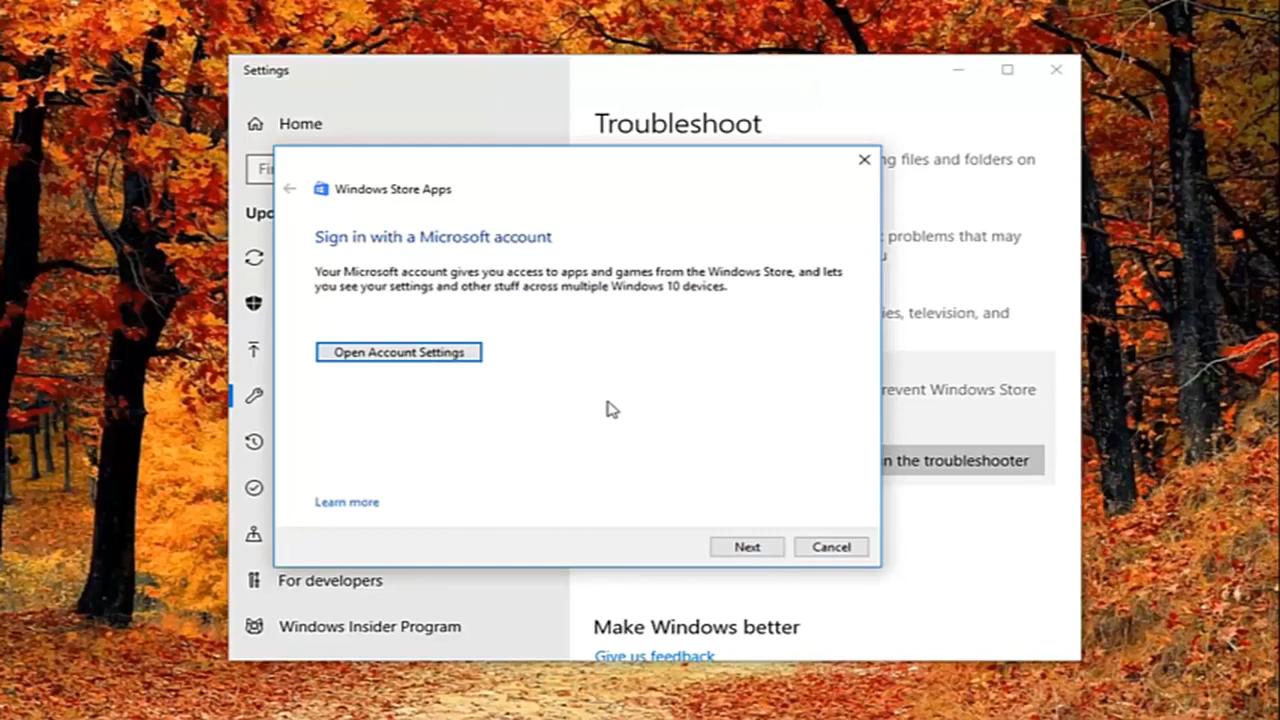 Settings
Home
Troubleshoot
Fi
ng files and folders on
Windows Store Apps
Upd
Sign in with a Microsoft account
problems that may
Your Microsoft account gives you access to apps and games from the Windows Store, and lets
you see your settings and other stuff across multiple Windows 10 devices.
ies, television, and
Open Account Settings
revent Windows Store
n the troubleshooter
Learn more
Next
Cancel
For developers
Windows Insider Program
Make Windows better
Give us feedback